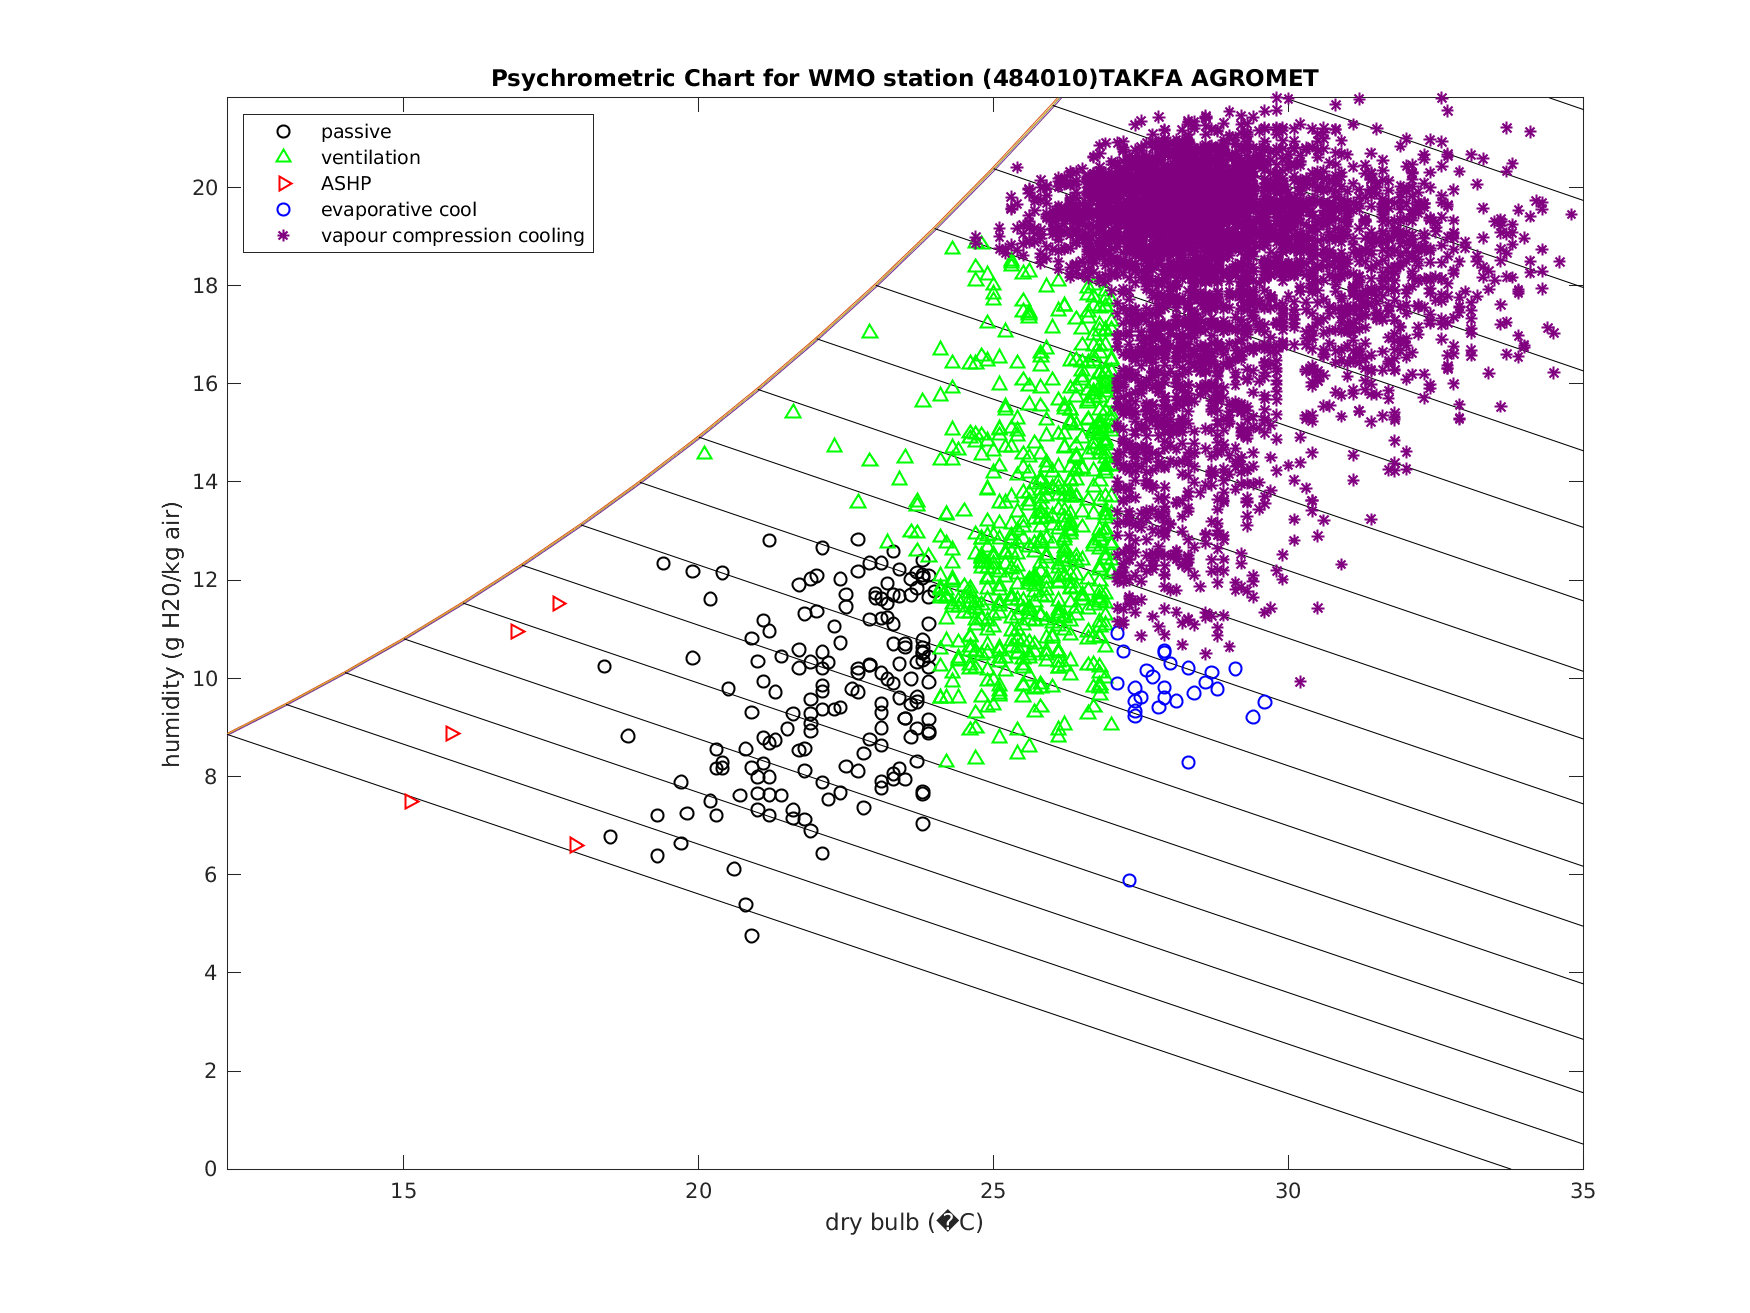 Psychrometric Chart for WMO station (484010)TAKFA AGROMET
passive
ventilation
ASHP
evaporative cool
vapour compression cooling
humidity (g H20/kg air)
20
18
16
14
12
10
8
6
4
2
0
15 20 25 30 35
dry bulb (�C)